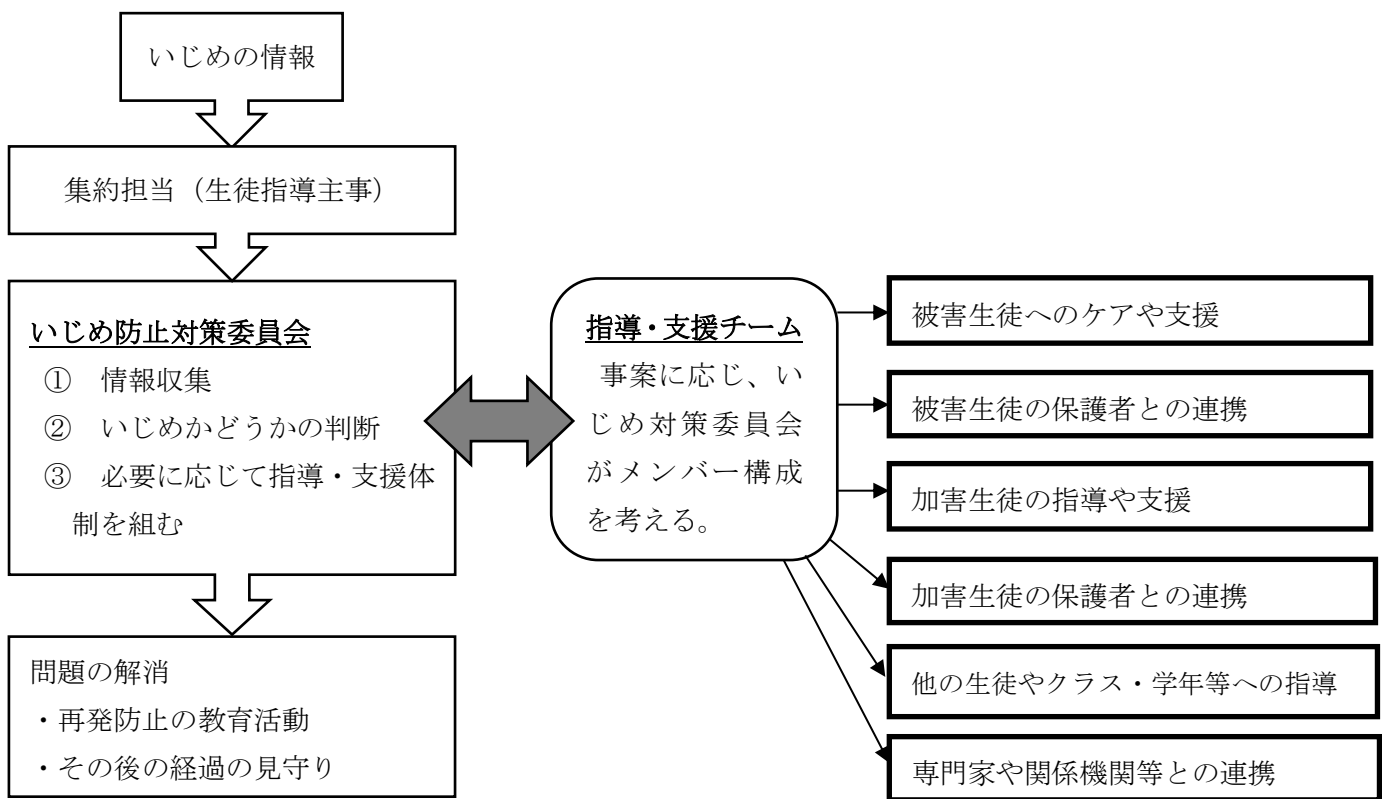 いじめの情報
集約担当（生徒指導主事）
いじめ防止対策委員会
① 情報収集
② いじめかどうかの判断
③ 必要に応じて指導・支援体
制を組む
問題の解消
・再発防止の教育活動
・その後の経過の見守り
指導・支援チーム
事案に応じ、い
じめ対策委員会
がメンバー構成
を考える。
被害生徒へのケアや支援
被害生徒の保護者との連携
加害生徒の指導や支援
加害生徒の保護者との連携
他の生徒やクラス・学年等への指導
専門家や関係機関等との連携